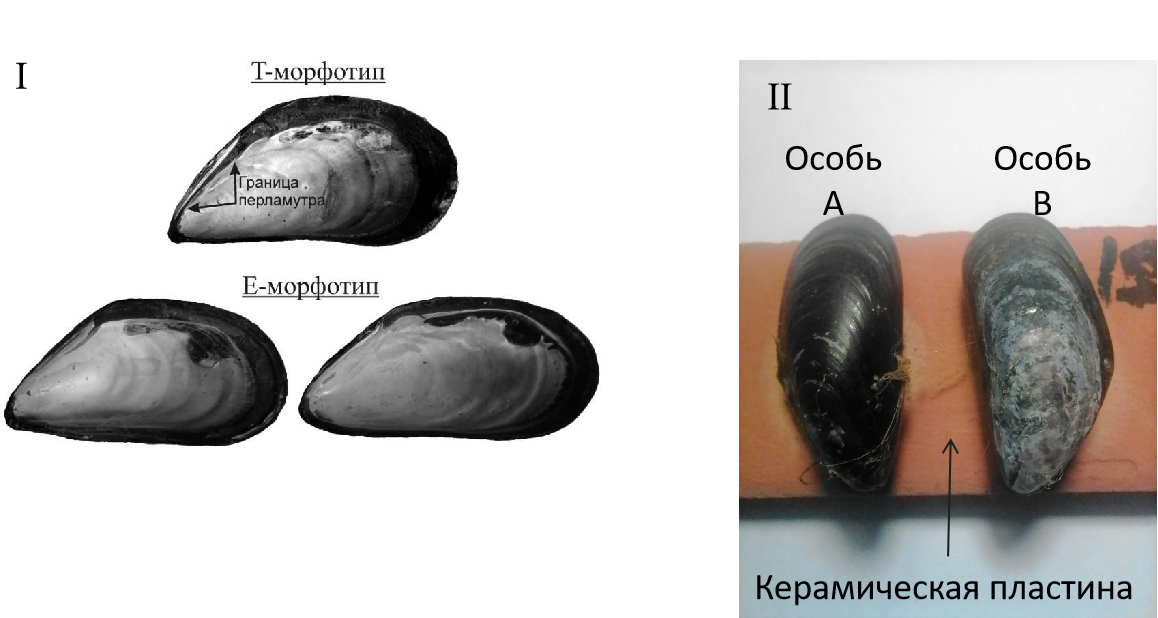 I
Т-морфотип
Граница
перламутра
Е-морфотип
II
Особь
А
Особь
В
Керамическая пластина